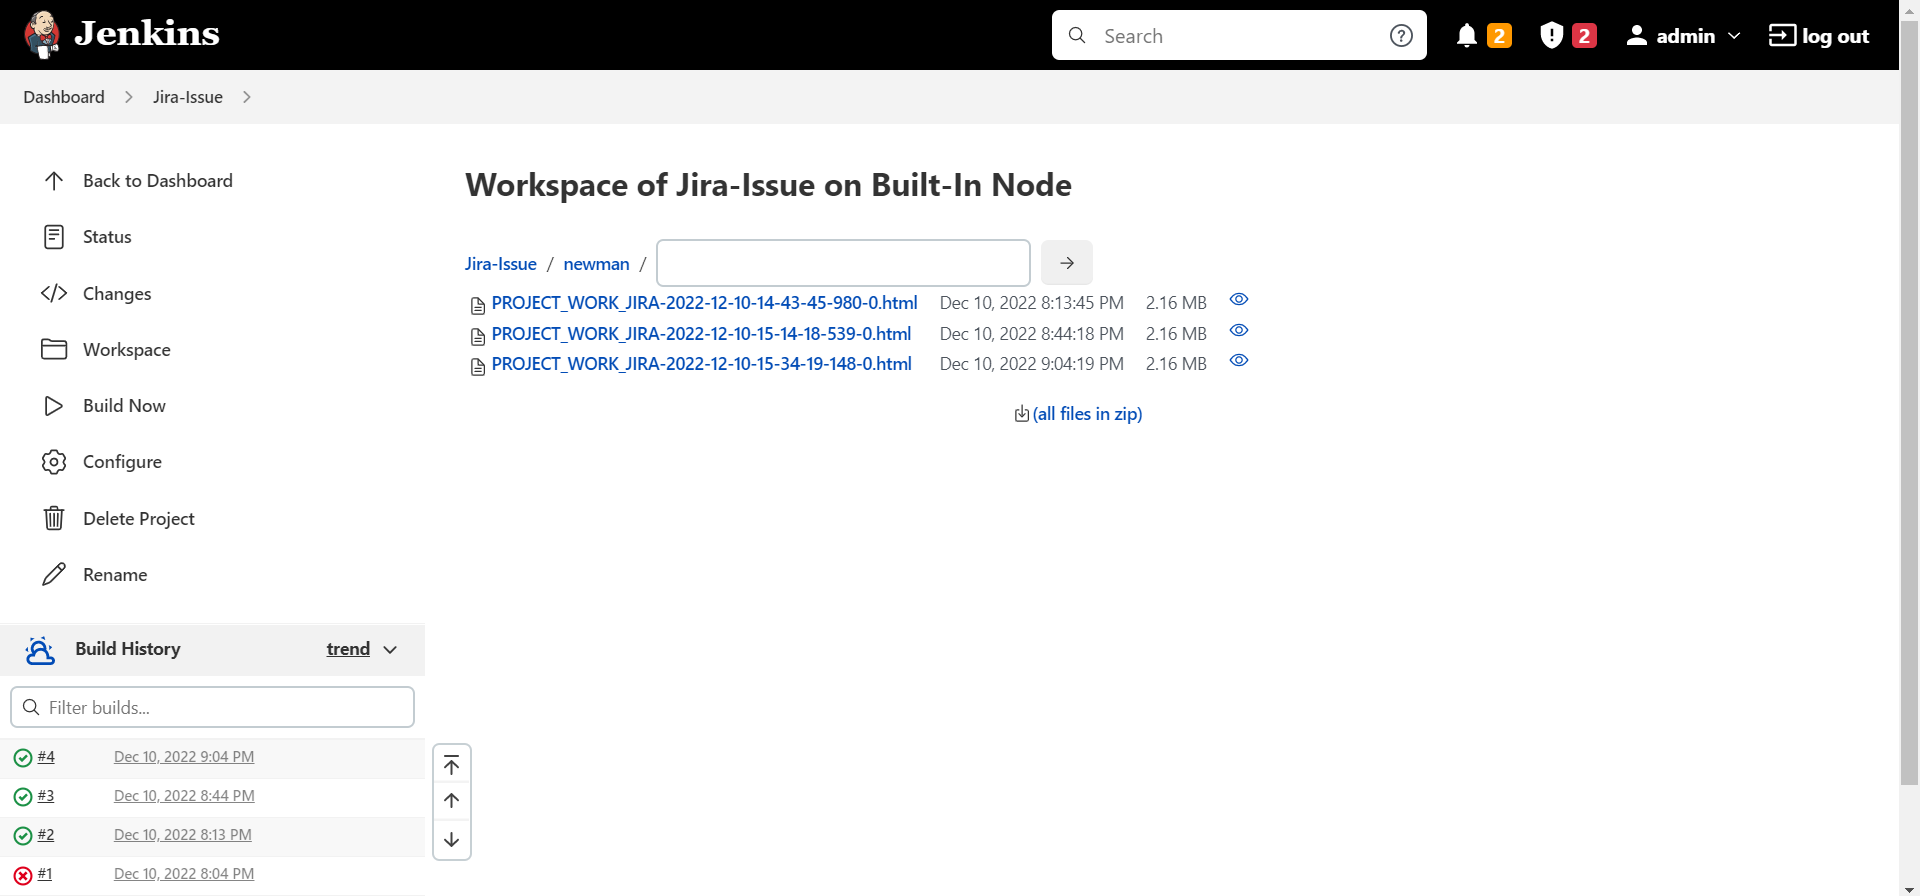 Jenkins
Search
2
2
admin
log out
Dashboard
Jira-Issue
Back to Dashboard
Status
Changes
Workspace
Build Now
Configure
Delete Project
Rename
Build History
trend
Filter builds...
#4 Dec 10, 2022 9:04 PM
#3 Dec 10, 2022 8:44 PM
#2 Dec 10, 2022 8:13 PM
#1 Dec 10, 2022 8:04 PM
Workspace of Jira-Issue on Built-In Node
Jira-Issue / newman /
PROJECT_WORK_JIRA-2022-12-10-14-43-45-980-0.html Dec 10, 2022 8:13:45 PM 2.16 MB
PROJECT_WORK_JIRA-2022-12-10-15-14-18-539-0.html Dec 10, 2022 8:44:18 PM 2.16 MB
PROJECT_WORK_JIRA-2022-12-10-15-34-19-148-0.html Dec 10, 2022 9:04:19 PM 2.16 MB
(all files in zip)